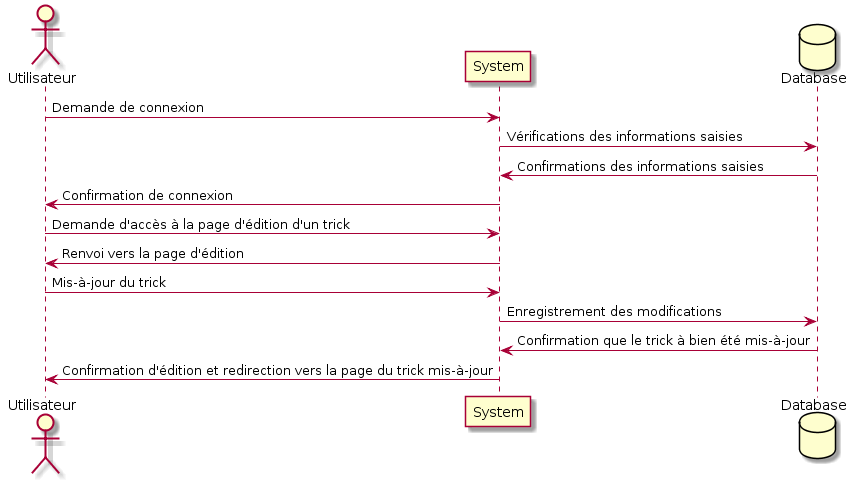 Utilisateur
System
Database
Demande de connexion
Vérifications des informations saisies
Confirmations des informations saisies
Confirmation de connexion
Demande d'accès à la page d'édition d'un trick
Renvoi vers la page d'édition
Mis-à-jour du trick
Enregistrement des modifications
Confirmation que le trick à bien été mis-à-jour
Confirmation d'édition et redirection vers la page du trick mis-à-jour
Utilisateur
System
Database